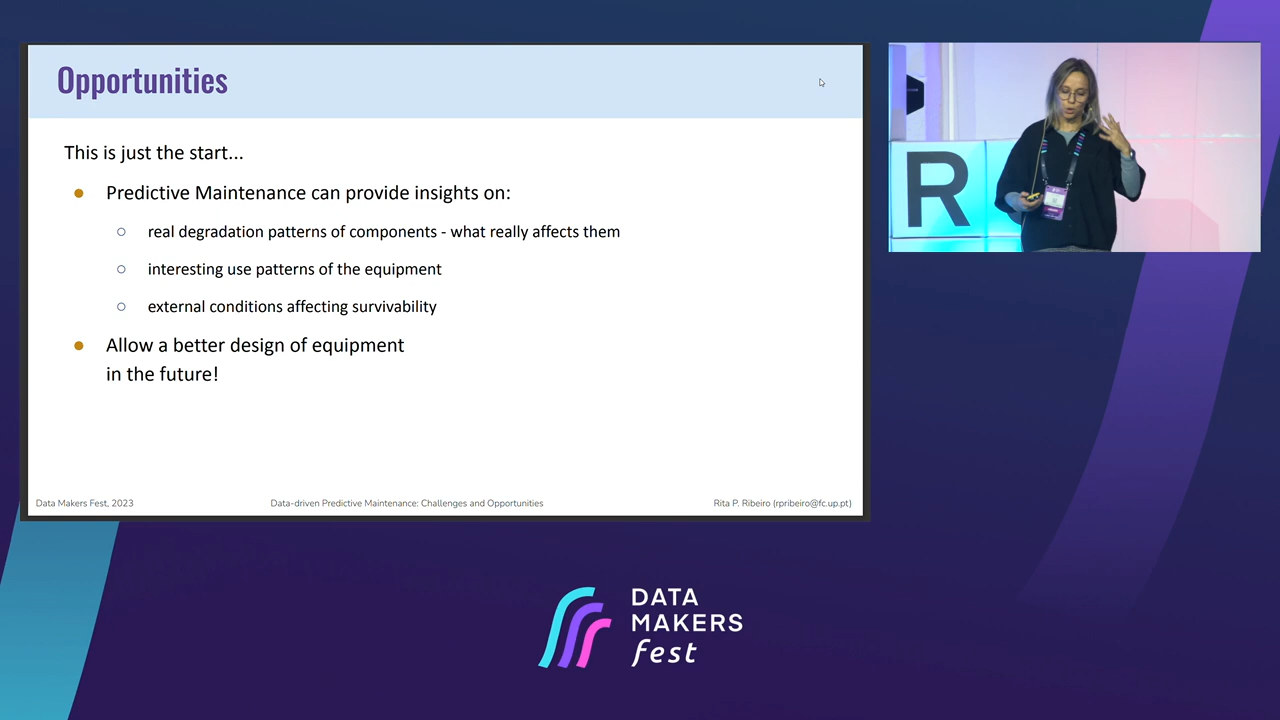 Opportunities
This is just the start...
● Predictive Maintenance can provide insights on:
○ real degradation patterns of components - what really affects them
○ interesting use patterns of the equipment
○ external conditions affecting survivability
● Allow a better design of equipment
in the future!
Data Makers Fest, 2023
Data-driven Predictive Maintenance: Challenges and Opportunities
Rita P. Ribeiro (rpribeiro@fc.up.pt)
R
DATA
MAKERS
fest